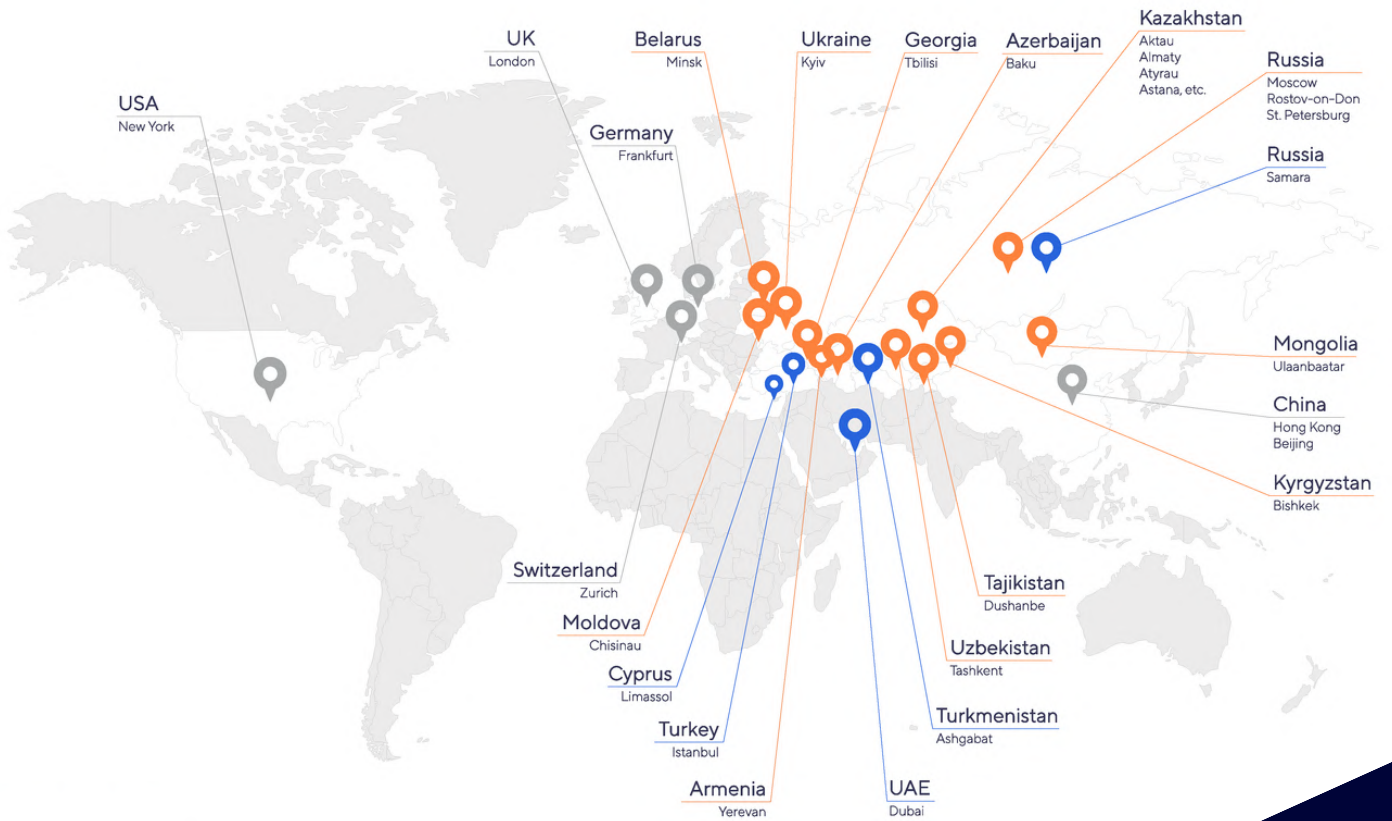 UK
London
Belarus
Minsk
Ukraine
Kyiv
Georgia
Tbilisi
Azerbaijan
Baku
Kazakhstan
Aktau
Almaty
Atyrau
Astana, etc.
Russia
Moscow
Rostov-on-Don
St. Petersburg
USA
New York
Germany
Frankfurt
Russia
Samara
Mongolia
Ulaanbaatar
China
Hong Kong
Beijing
Kyrgyzstan
Bishkek
Switzerland
Zurich
Tajikistan
Dushanbe
Moldova
Chisinau
Uzbekistan
Tashkent
Cyprus
Limassol
Turkmenistan
Ashgabat
Turkey
Istanbul
Armenia
Yerevan
UAE
Dubai